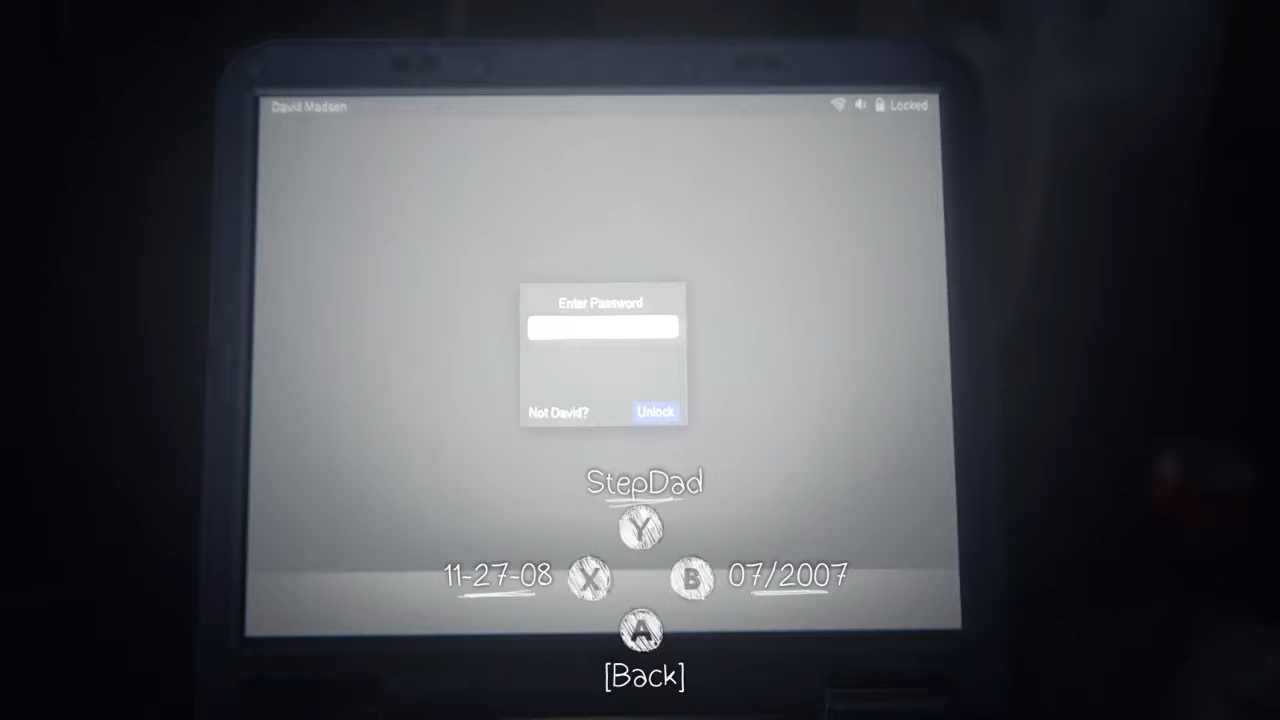 David Madsen
Locked
Enter Password
Not David?
Unlock
StepDad
Y
11-27-08 X B 07/2007
A
[Back]